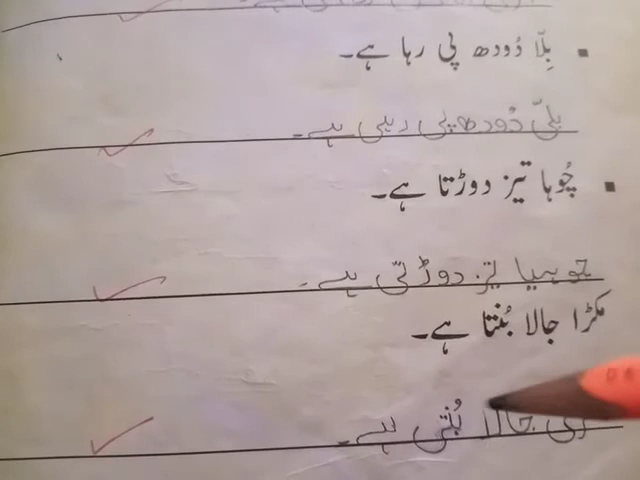 بِلّا دُودھ پی رہا ہے۔
بلّی دُودھ پی رہی ہے۔
چُوہا تیز دوڑتا ہے۔
چوہیا تیز دوڑتی ہے۔
مکڑا جالا بُنتا ہے۔
جالا بُنتی ہے۔